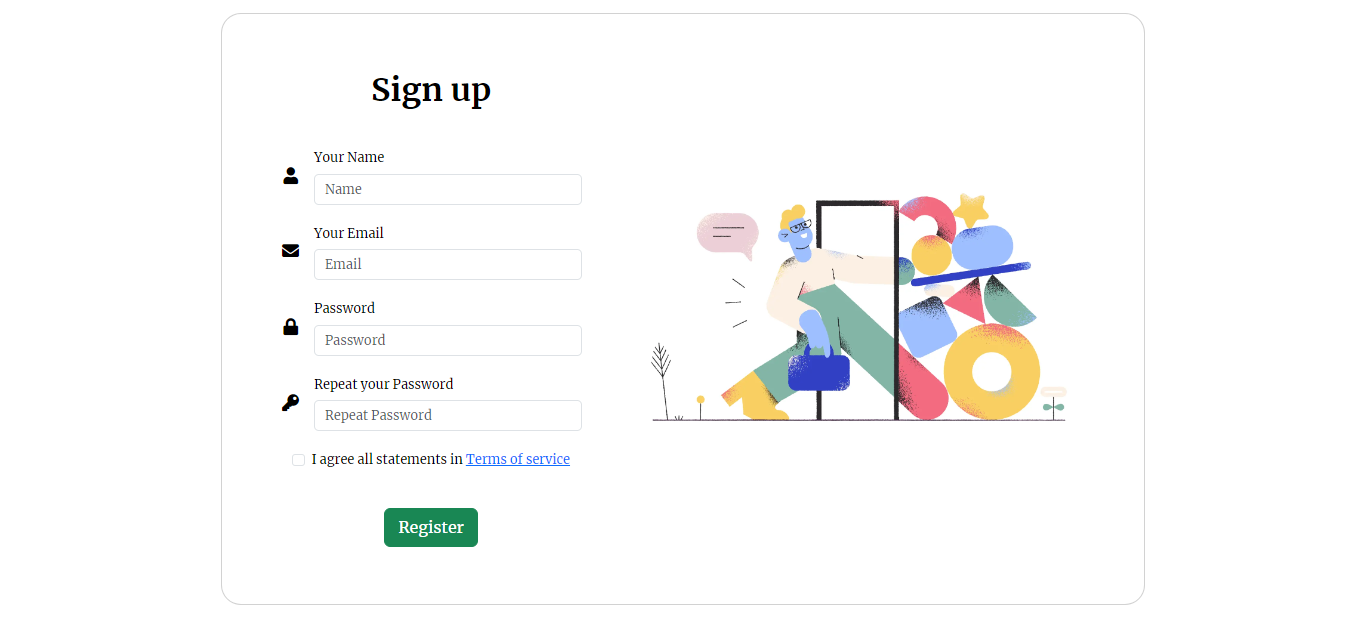 Sign up
Your Name
Name
Your Email
Email
Password
Password
Repeat your Password
Repeat Password
I agree all statements in Terms of service
Register